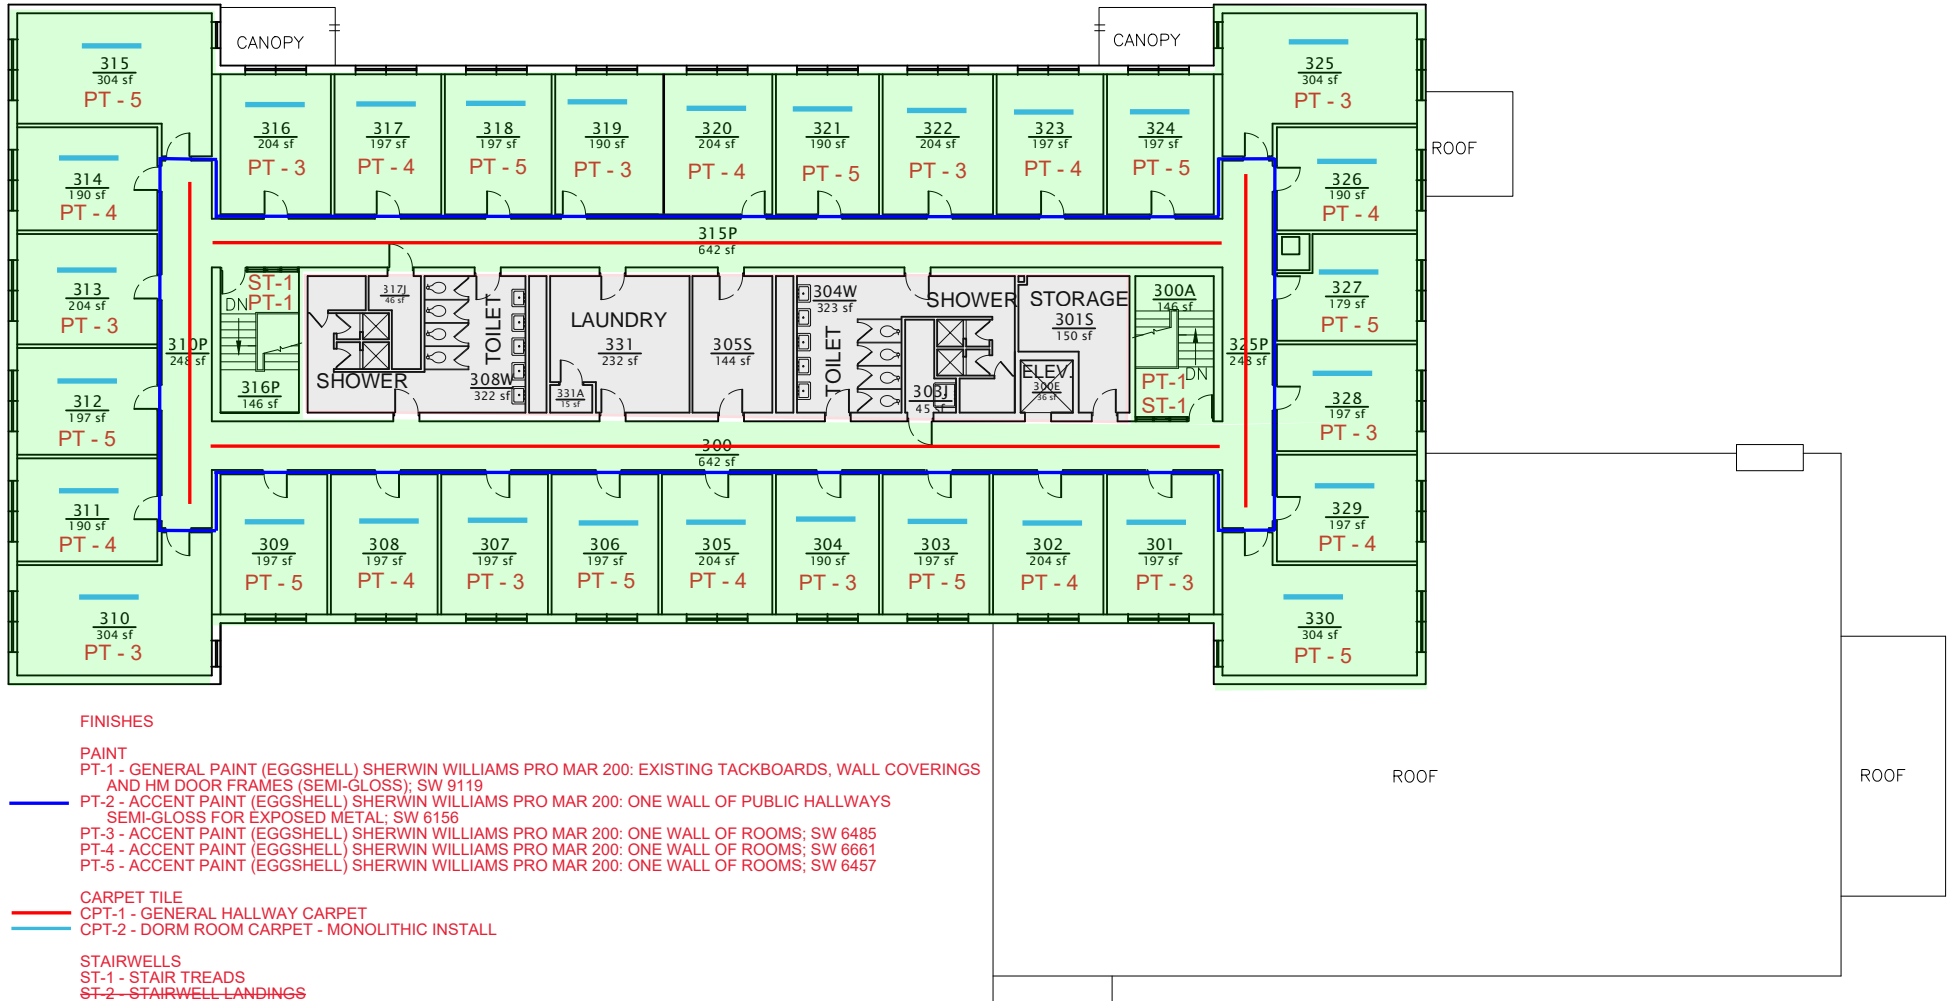 CANOPY
CANOPY
315
304 sf
PT - 5
325
304 sf
PT - 3
316
204 sf
PT - 3
317
197 sf
PT - 4
318
197 sf
PT - 5
319
190 sf
PT - 3
320
204 sf
PT - 4
321
190 sf
PT - 5
322
204 sf
PT - 3
323
197 sf
PT - 4
324
197 sf
PT - 5
ROOF
314
190 sf
PT - 4
326
190 sf
PT - 4
315P
642 sf
313
204 sf
PT - 3
ST-1
PT-1
DN
317J
46 sf
TOILET
LAUNDRY
331
232 sf
305S
144 sf
304W
323 sf
TOILET
SHOWER
STORAGE
301S
150 sf
300A
146 sf
327
179 sf
PT - 5
310P
248 sf
325P
248 sf
316P
146 sf
SHOWER
308W
322 sf
331A
15 sf
303J
45 sf
ELEV.
300E
36 sf
PT-1
ST-1
DN
312
197 sf
PT - 5
328
197 sf
PT - 3
300
642 sf
311
190 sf
PT - 4
329
197 sf
PT - 4
309
197 sf
PT - 5
308
197 sf
PT - 4
307
197 sf
PT - 3
306
197 sf
PT - 5
305
204 sf
PT - 4
304
190 sf
PT - 3
303
197 sf
PT - 5
302
204 sf
PT - 4
301
197 sf
PT - 3
310
304 sf
PT - 3
330
304 sf
PT - 5
ROOF
ROOF
FINISHES
PAINT
PT-1 - GENERAL PAINT (EGGSHELL) SHERWIN WILLIAMS PRO MAR 200: EXISTING TACKBOARDS, WALL COVERINGS
AND HM DOOR FRAMES (SEMI-GLOSS); SW 9119
PT-2 - ACCENT PAINT (EGGSHELL) SHERWIN WILLIAMS PRO MAR 200: ONE WALL OF PUBLIC HALLWAYS
SEMI-GLOSS FOR EXPOSED METAL; SW 6156
PT-3 - ACCENT PAINT (EGGSHELL) SHERWIN WILLIAMS PRO MAR 200: ONE WALL OF ROOMS; SW 6485
PT-4 - ACCENT PAINT (EGGSHELL) SHERWIN WILLIAMS PRO MAR 200: ONE WALL OF ROOMS; SW 6661
PT-5 - ACCENT PAINT (EGGSHELL) SHERWIN WILLIAMS PRO MAR 200: ONE WALL OF ROOMS; SW 6457
CARPET TILE
CPT-1 - GENERAL HALLWAY CARPET
CPT-2 - DORM ROOM CARPET - MONOLITHIC INSTALL
STAIRWELLS
ST-1 - STAIR TREADS
ST-2 - STAIRWELL LANDINGS